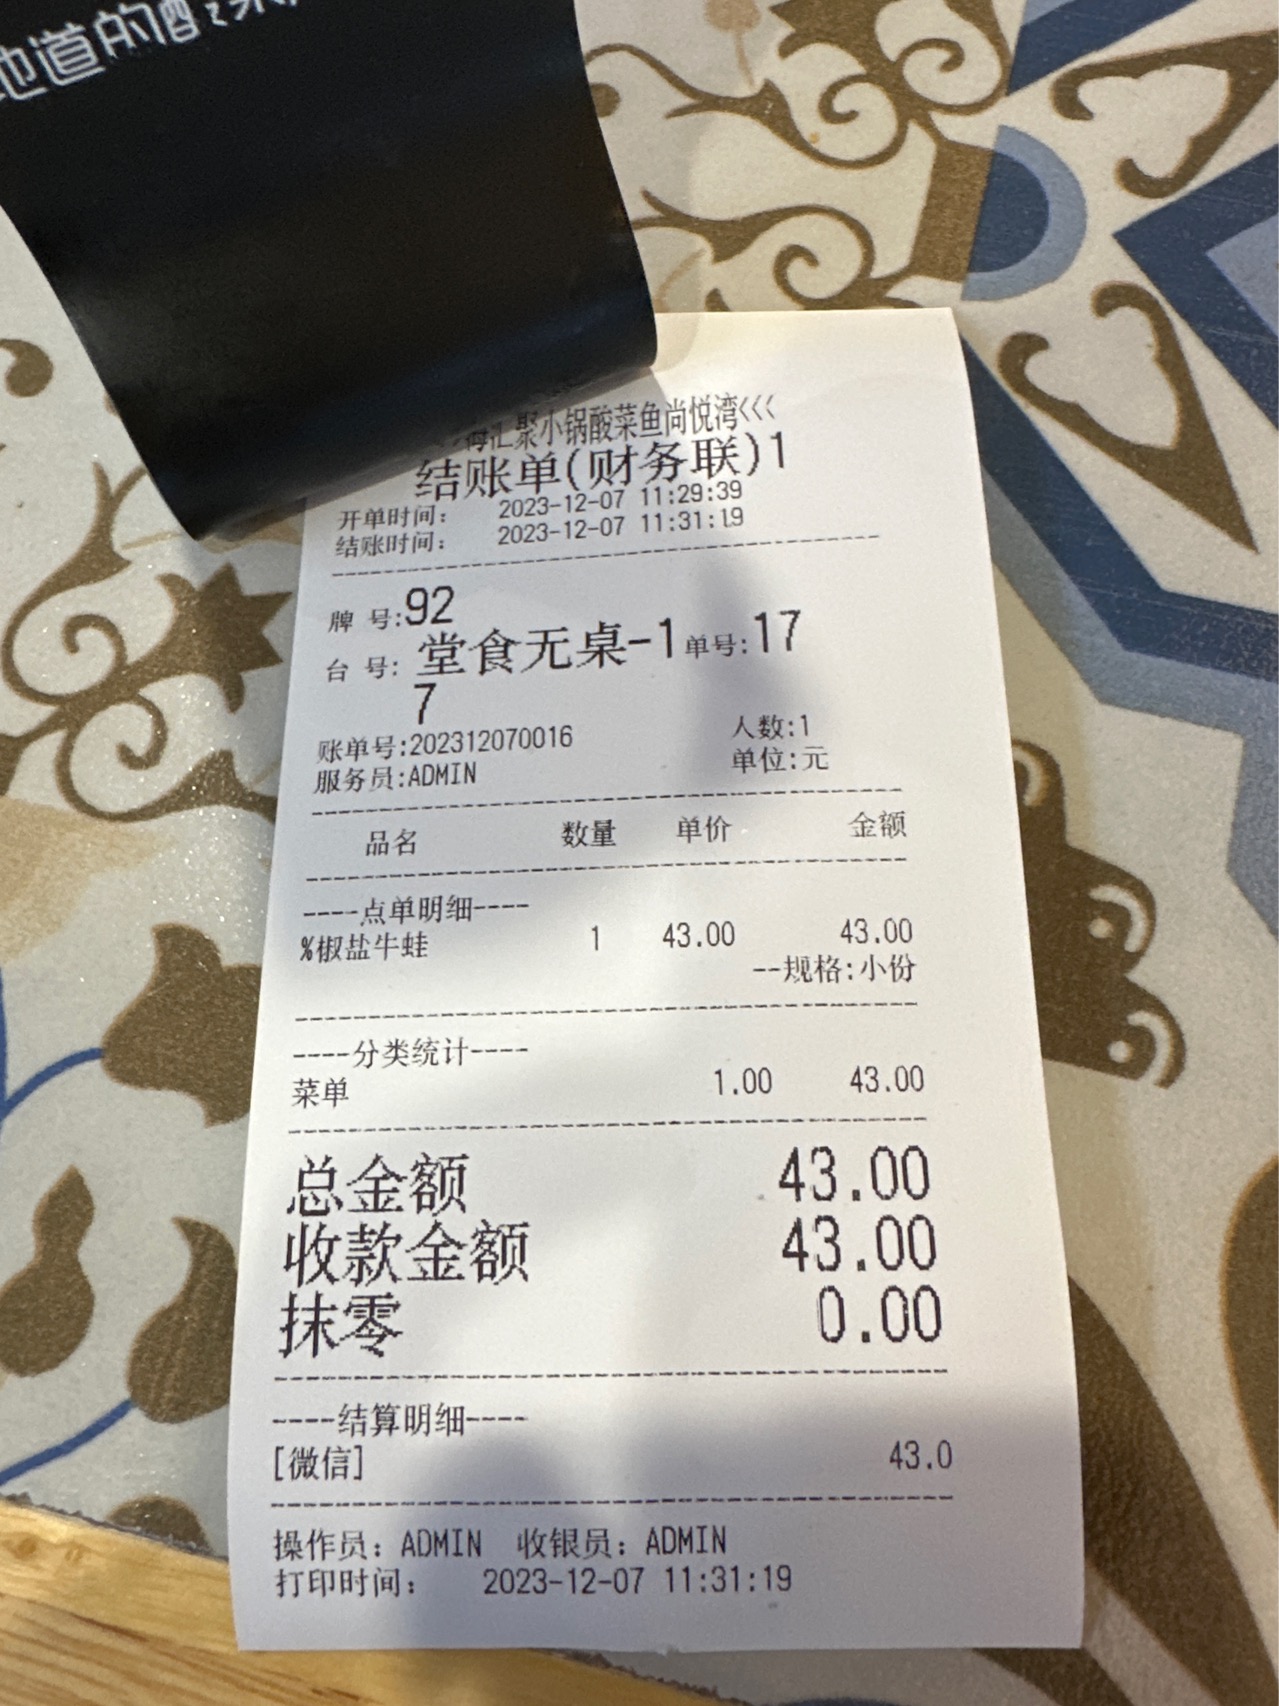 地道的
汇聚小锅酸菜鱼尚悦湾<<<
结账单(财务联)1
开单时间: 2023-12-07 11:29:39
结账时间: 2023-12-07 11:31:19
牌 号:92
台 号: 堂食无桌-1 单号:17
7
账单号:202312070016 人数:1
服务员:ADMIN 单位:元
品名 数量 单价 金额
----点单明细----
%椒盐牛蛙 1 43.00 43.00
--规格:小份
----分类统计----
菜单 1.00 43.00
总金额 43.00
收款金额 43.00
抹零 0.00
----结算明细----
[微信] 43.0
操作员: ADMIN 收银员: ADMIN
打印时间: 2023-12-07 11:31:19